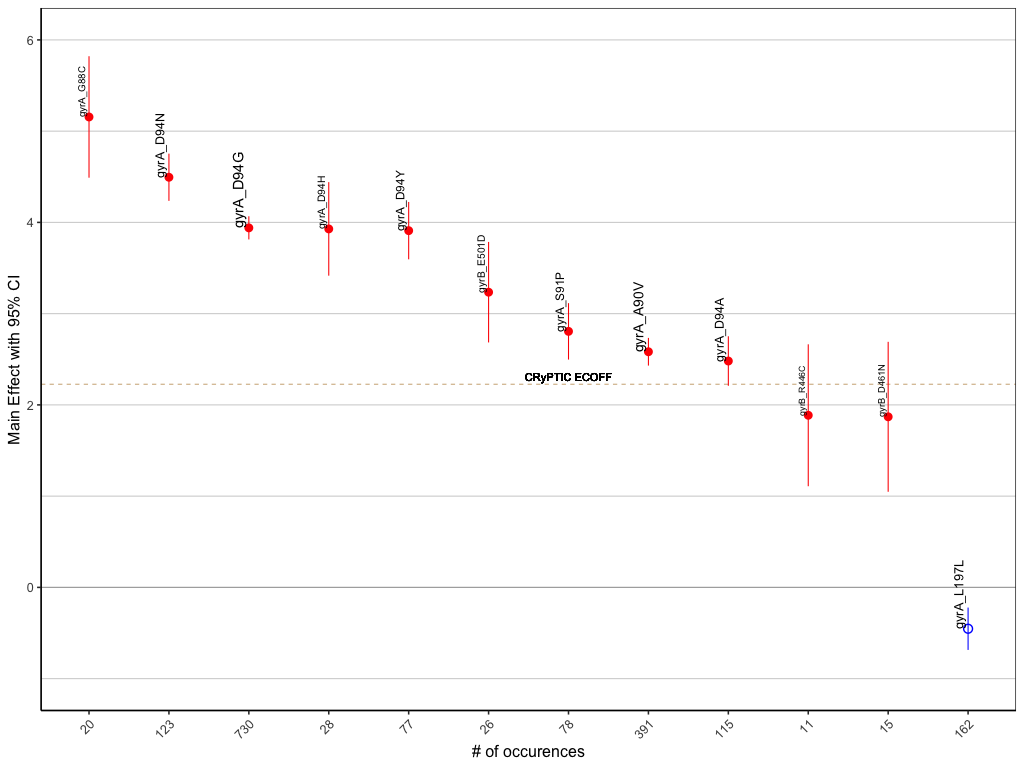 6
4
2
0
Main Effect with 95% CI
gyrA_G88C
gyrA_D94N
gyrA_D94G
gyrA_D94H
gyrA_D94Y
gyrB_E501D
gyrA_S91P
gyrA_A90V
gyrA_D94A
gyrB_R446C
gyrB_D461N
gyrA_L197L
CRyPTIC ECOFF
20
123
730
28
77
26
78
391
115
11
15
162
# of occurences